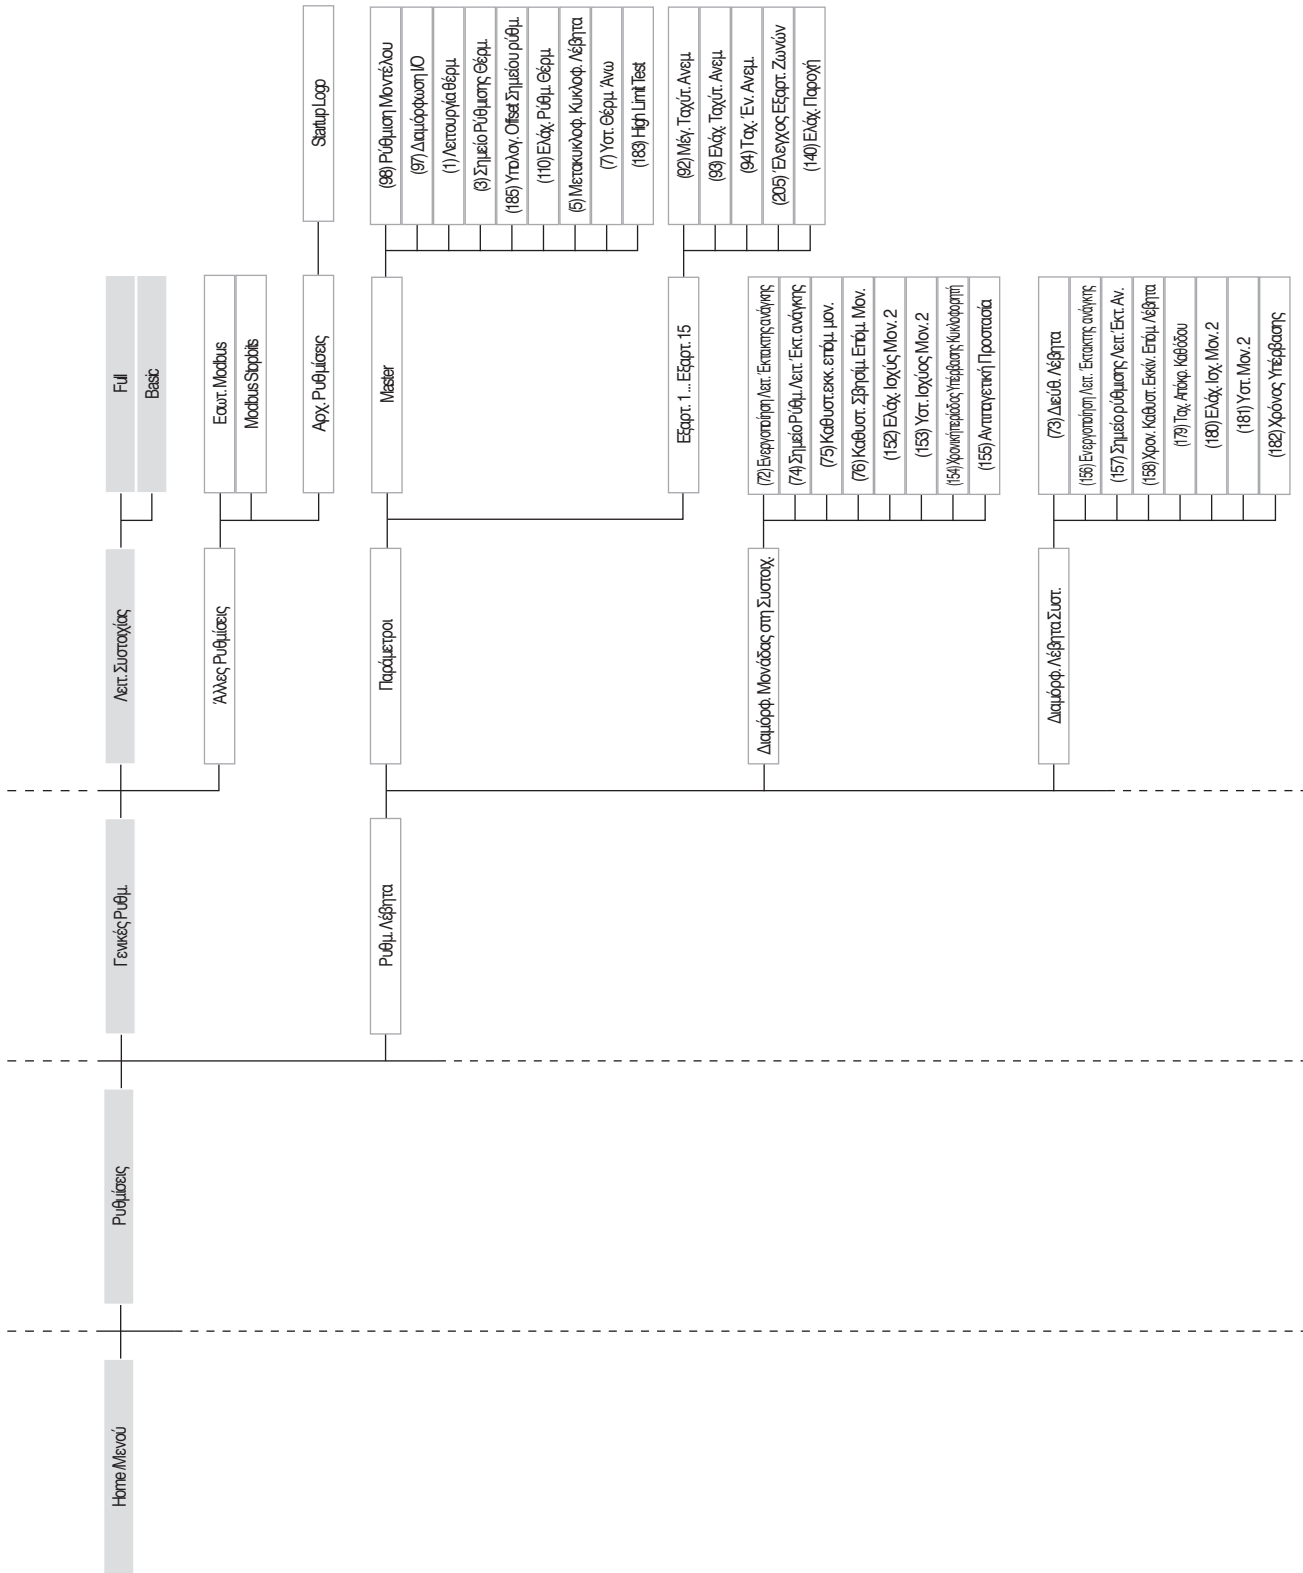 Home /Μενού
Ρυθμίσεις
Γενικές Ρυθμ.
Λειτ. Συστοιχίας
Full
Basic
Άλλες Ρυθμίσεις
Εσωτ. Modbus
Modbus Stopbits
Αρχ. Ρυθμίσεις
Startup Logo
Ρυθμ. Λέβητα
Παράμετροι
Master
(98) Ρύθμιση Μοντέλου
(97) Διαμόρφωση I/O
(1) Λειτουργία θέρμ.
(3) Σημείο Ρύθμισης Θέρμ.
(185) Υπολογ. Offset Σημείου ρύθμ.
(110) Ελάχ. Ρύθμ. Θέρμ.
(5) Μετακυκλοφ. Κυκλοφ. Λέβητα
(7) Υστ. Θέρμ. Άνω
(183) High Limit Test
Εξαρτ. 1 ... Εξαρτ. 15
(92) Μέγ. Ταχύτ. Ανεμ.
(93) Ελάχ. Ταχύτ. Ανεμ.
(94) Ταχ. Έν. Ανεμ.
(205) Έλεγχος Εξαρτ. Ζωνών
(140) Ελάχ. Παροχή
Διαμόρφ. Μονάδας στη Συστοιχ.
(72) Ενεργοποίηση Λειτ. Έκτακτης ανάγκης
(74) Σημείο Ρύθμ. Λειτ. Έκτ. ανάγκης
(75) Καθυστ. εκκ. επόμ. μον.
(76) Καθυστ. Σβησίμ. Επόμ. Μον.
(152) Ελάχ. Ισχύς Μον. 2
(153) Υστ. Ισχύος Μον. 2
(154) Χρονική περίοδος Υπέρβασης Κυκλοφορητή
(155) Αντιπαγετική Προστασία
Διαμόρφ. Λέβητα Συστ.
(73) Διεύθ. Λέβητα
(156) Ενεργοποίηση Λειτ. Έκτακτης ανάγκης
(157) Σημείο ρύθμισης Λειτ. Έκτ. Αν.
(158) Χρον. Καθυστ. Εκκίν. Επόμ. Λέβητα
(179) Ταχ. Απόκρ. Καθόδου
(180) Ελάχ. Ισχ. Μον. 2
(181) Υστ. Μον. 2
(182) Χρόνος Υπέρβασης